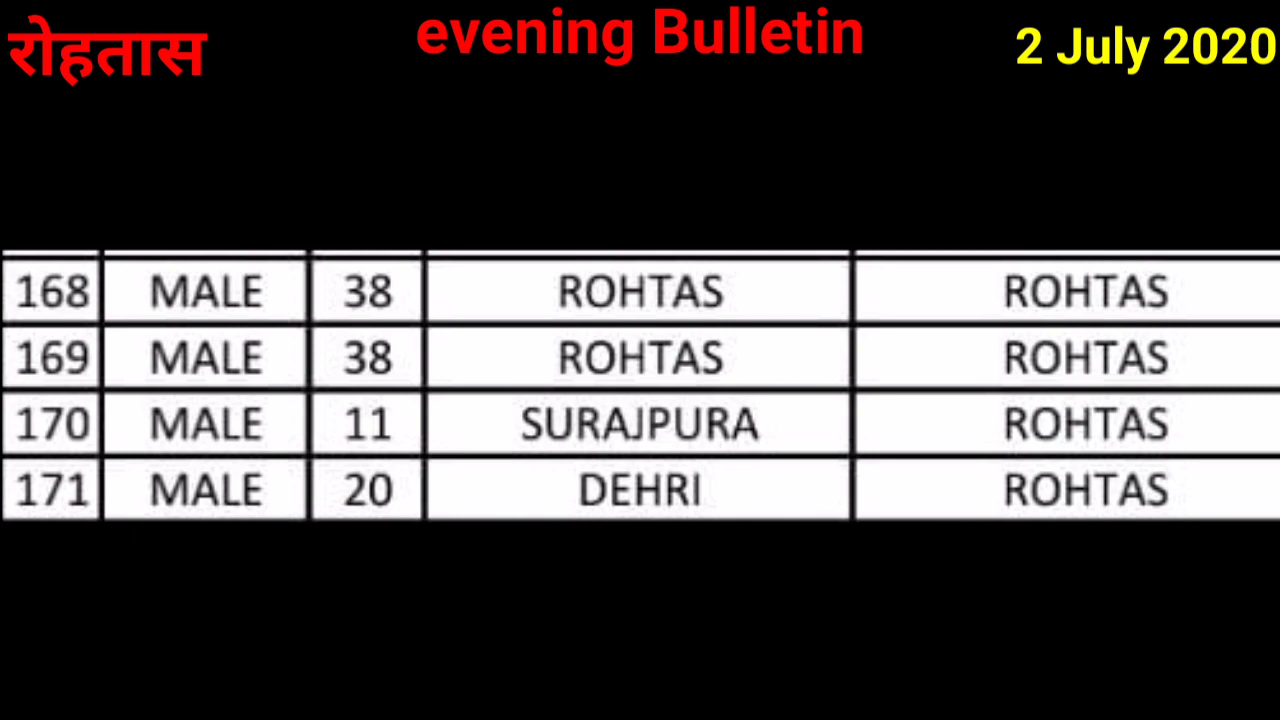 रोहतास evening Bulletin 2 July 2020
168 MALE 38 ROHTAS ROHTAS
169 MALE 38 ROHTAS ROHTAS
170 MALE 11 SURAJPURA ROHTAS
171 MALE 20 DEHRI ROHTAS